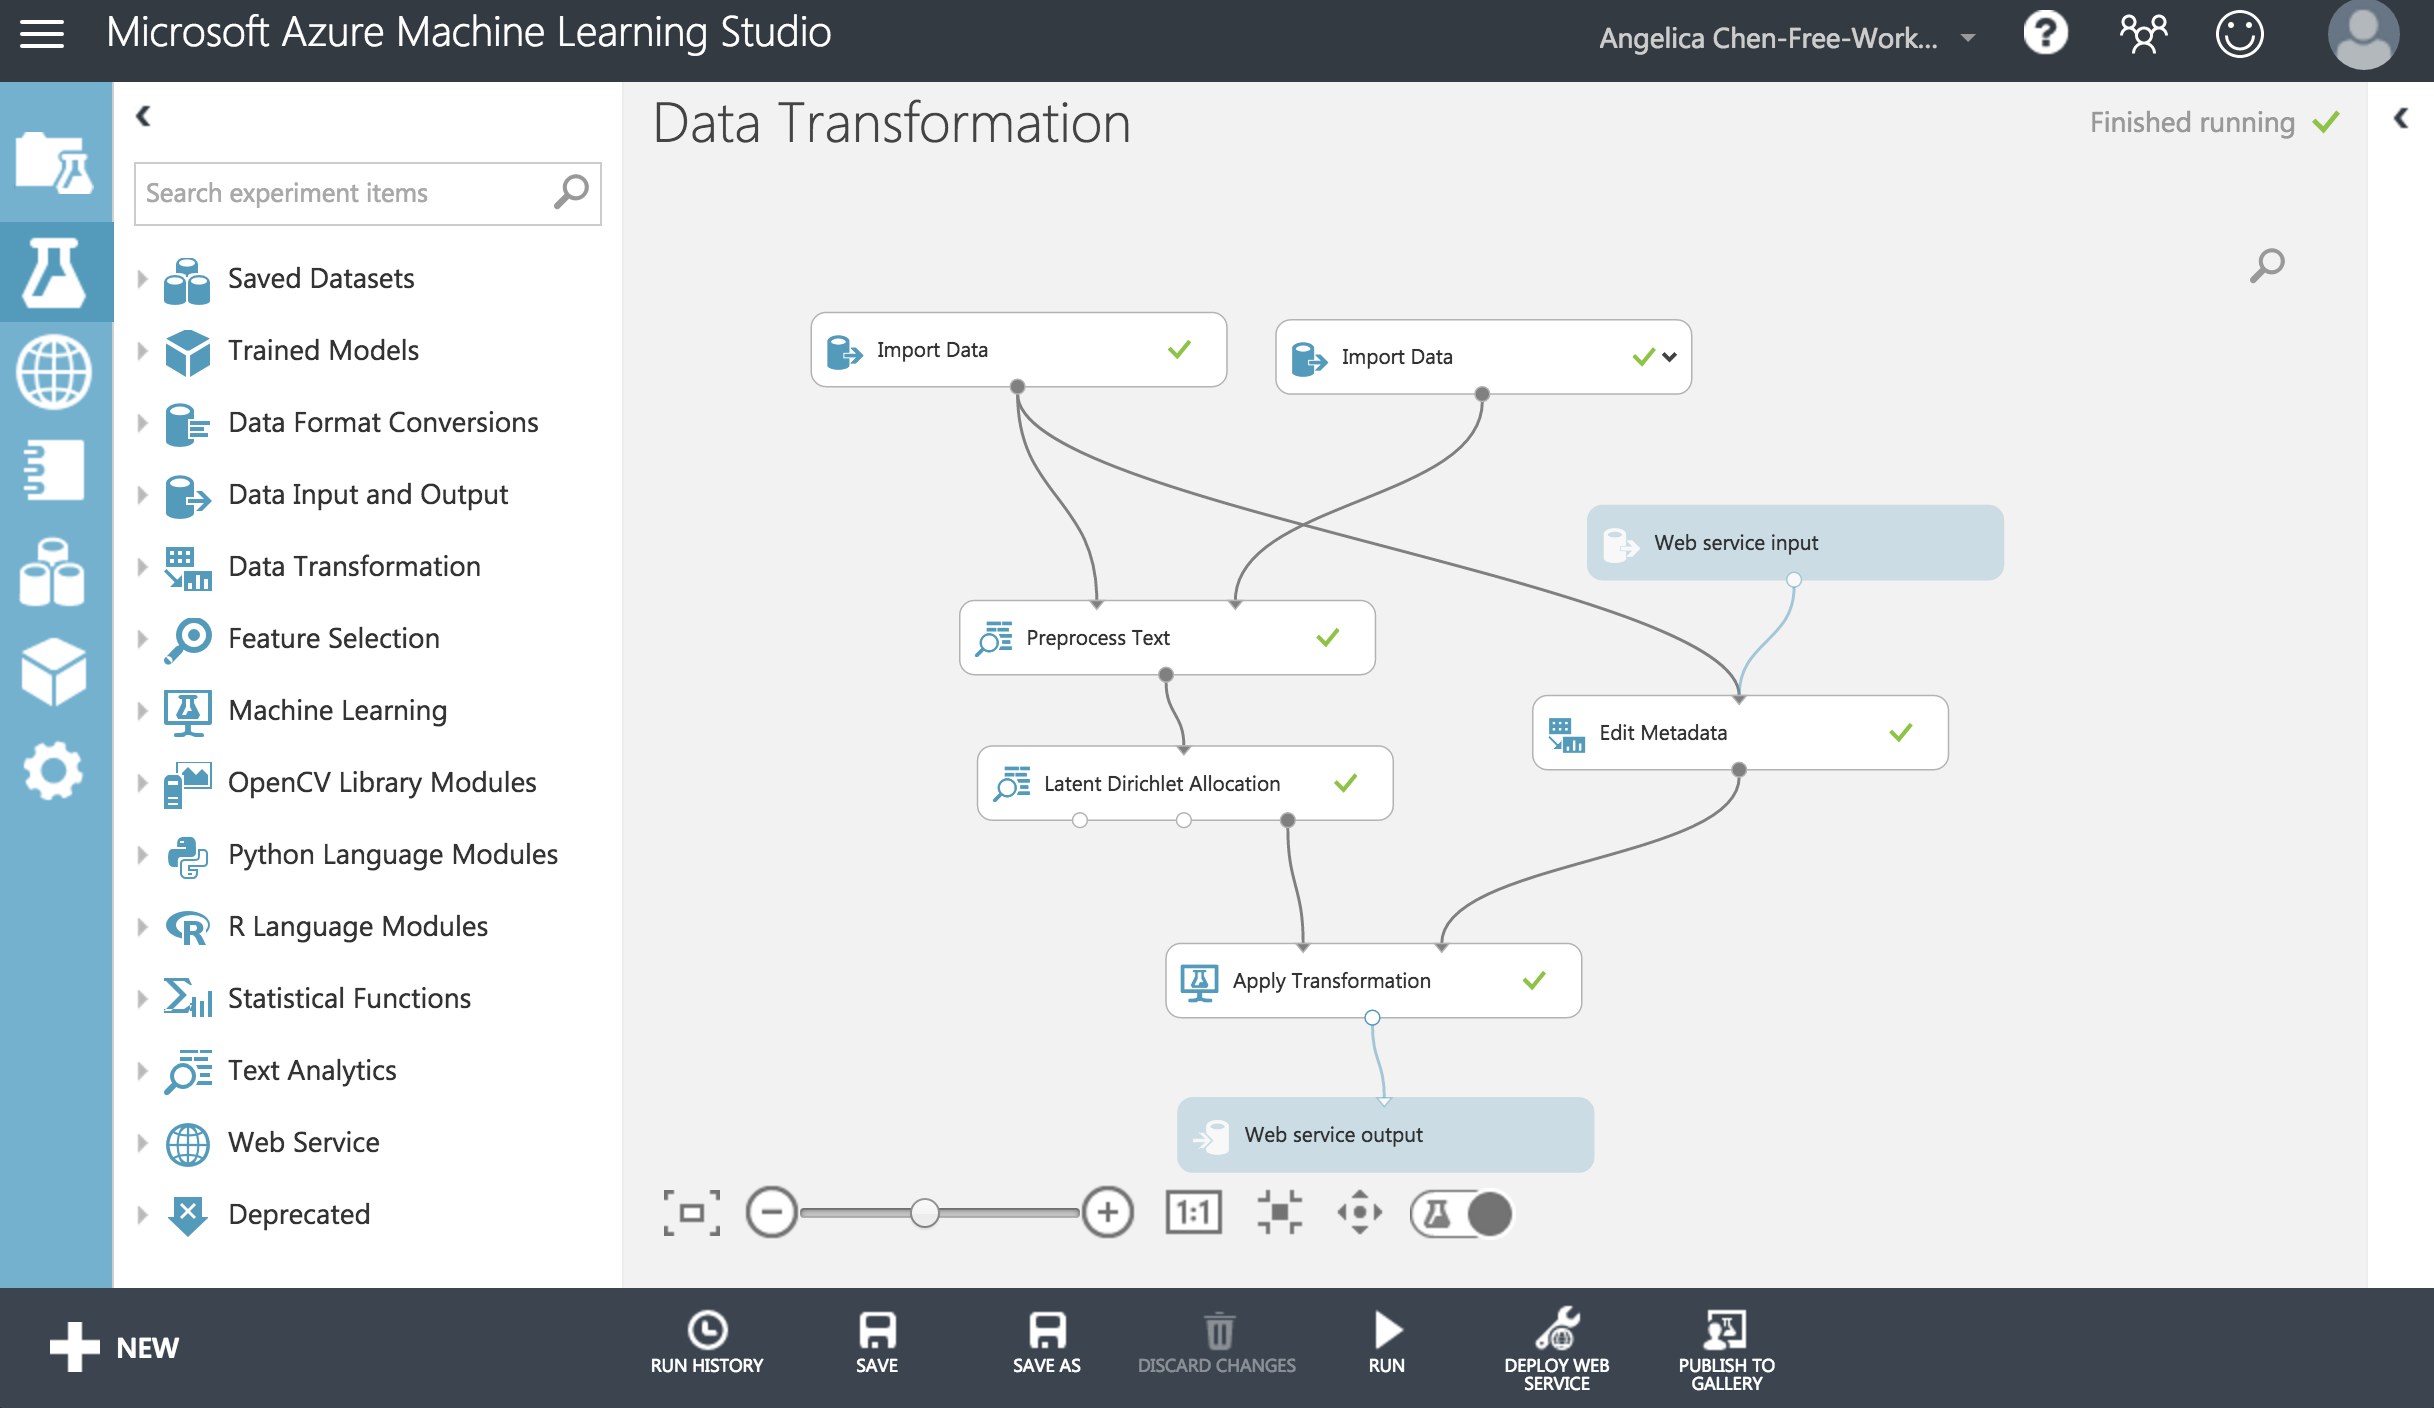 Microsoft Azure Machine Learning Studio
Angelica Chen-Free-Work...
?
Data Transformation
Finished running
Search experiment items
Saved Datasets
Trained Models
Data Format Conversions
Data Input and Output
Data Transformation
Feature Selection
Machine Learning
OpenCV Library Modules
Python Language Modules
R Language Modules
Statistical Functions
Text Analytics
Web Service
Deprecated
Import Data
Import Data
Web service input
Preprocess Text
Edit Metadata
Latent Dirichlet Allocation
Apply Transformation
Web service output
1:1
NEW
RUN HISTORY
SAVE
SAVE AS
DISCARD CHANGES
RUN
DEPLOY WEB
SERVICE
PUBLISH TO
GALLERY